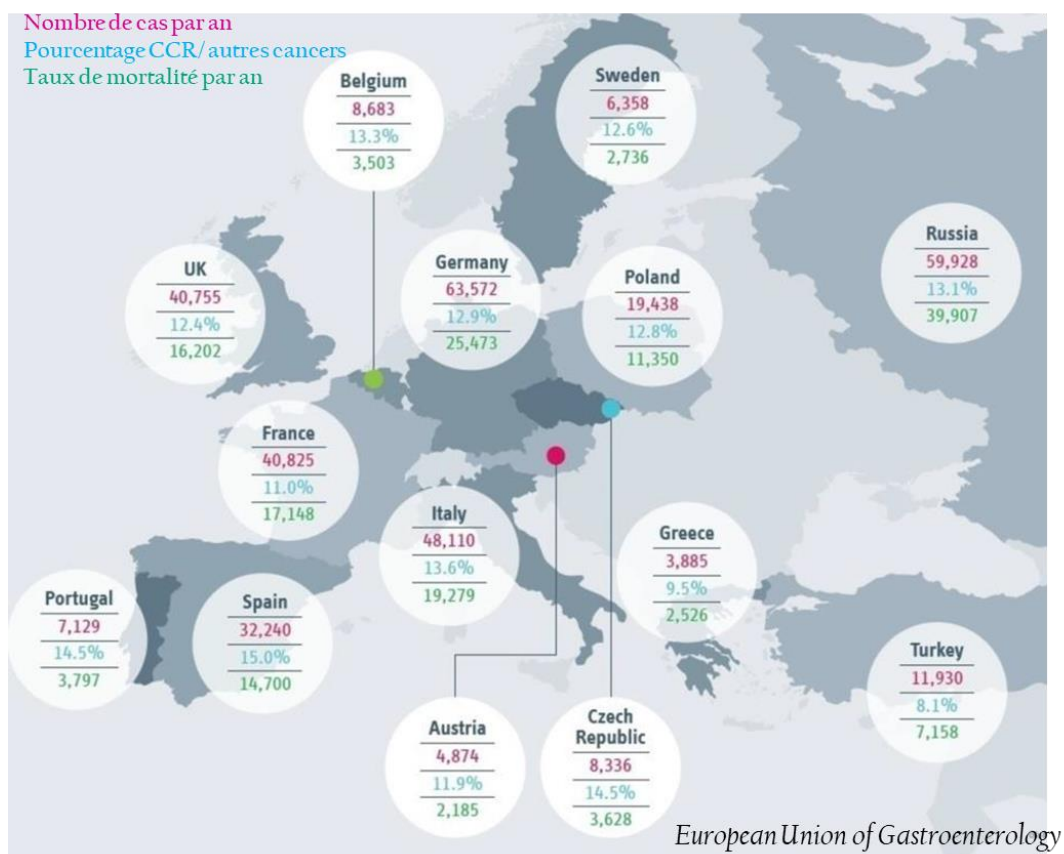 Nombre de cas par an
Pourcentage CCR/ autres cancers
Taux de mortalité par an
Belgium
8,683
13.3%
3,503
Sweden
6,358
12.6%
2,736
UK
40,755
12.4%
16,202
Germany
63,572
12.9%
25,473
Poland
19,438
12.8%
11,350
Russia
59,928
13.1%
39,907
France
40,825
11.0%
17,148
Italy
48,110
13.6%
19,279
Greece
3,885
9.5%
2,526
Portugal
7,129
14.5%
3,797
Spain
32,240
15.0%
14,700
Turkey
11,930
8.1%
7,158
Austria
4,874
11.9%
2,185
Czech
Republic
8,336
14.5%
3,628
European Union of Gastroenterology